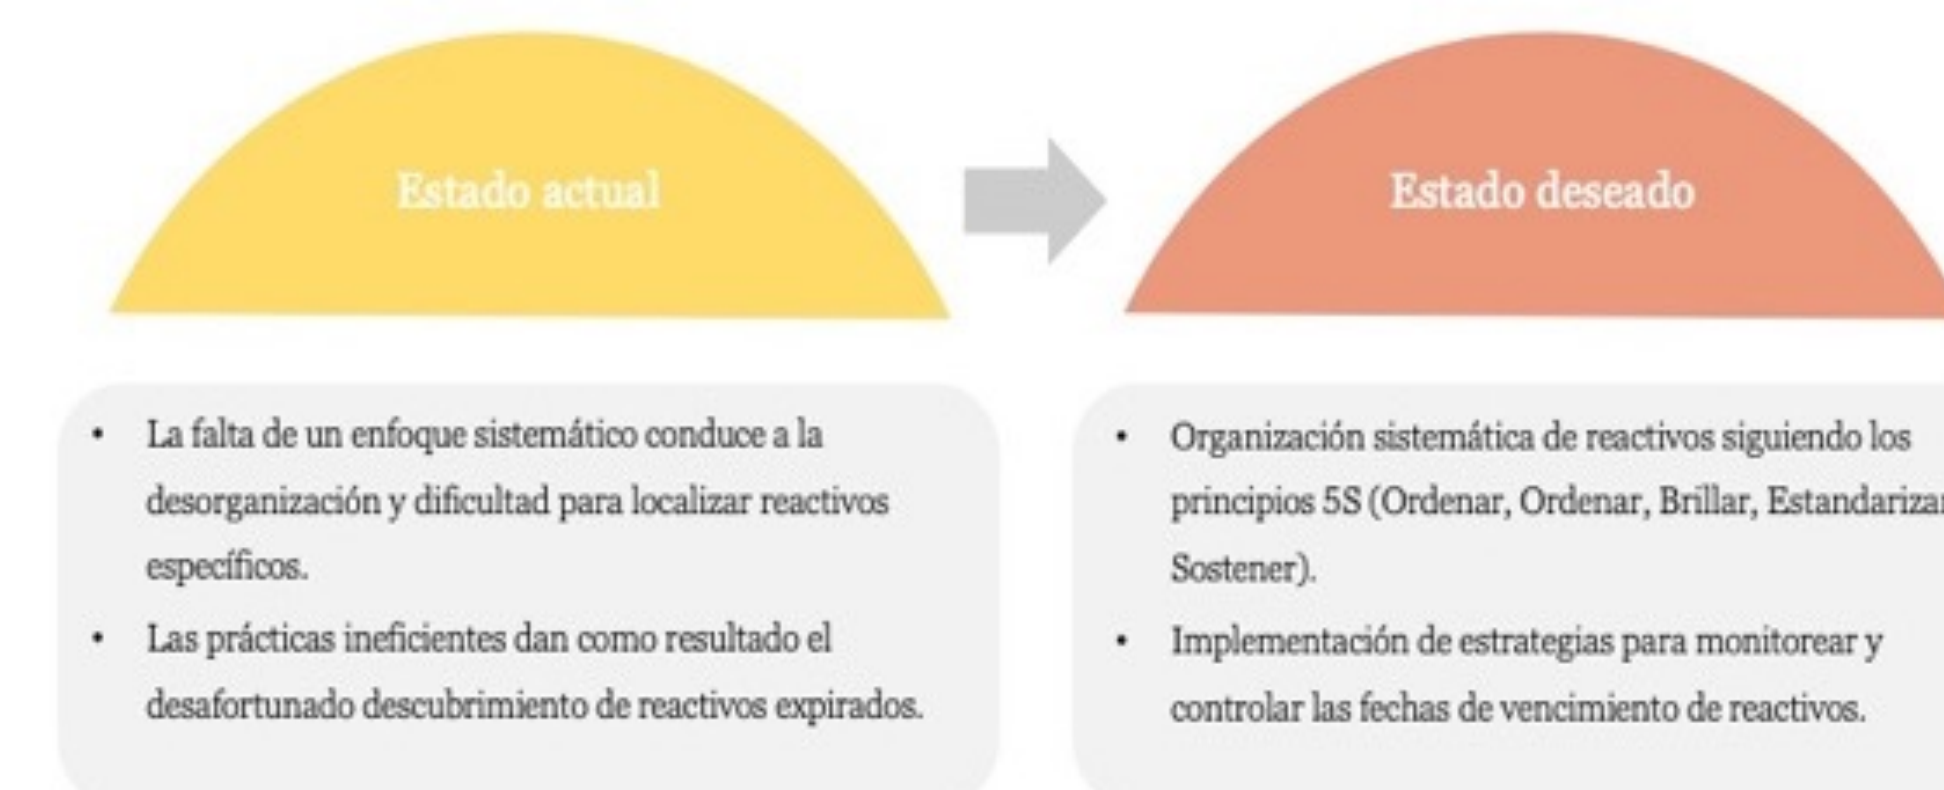 Estado actual
Estado deseado
• La falta de un enfoque sistemático conduce a la
desorganización y dificultad para localizar reactivos
específicos.
• Las prácticas ineficientes dan como resultado el
desafortunado descubrimiento de reactivos expirados.
• Organización sistemática de reactivos siguiendo los
principios 5S (Ordenar, Ordenar, Brillar, Estandarizar
Sostener).
• Implementación de estrategias para monitorear y
controlar las fechas de vencimiento de reactivos.